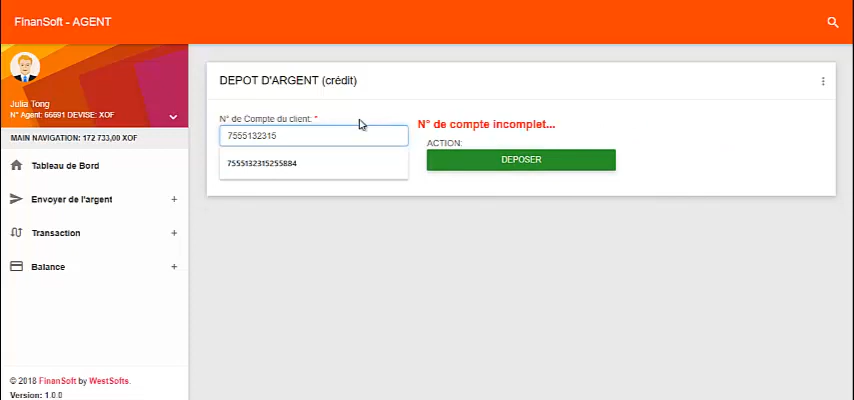 FinanSoft - AGENT
Julia Tong
N° Agent: 66691 DEVISE: XOF
MAIN NAVIGATION: 172 733,00 XOF
Tableau de Bord
Envoyer de l'argent +
Transaction +
Balance +
© 2018 FinanSoft by WestSofts.
Version: 1.0.0
DEPOT D'ARGENT (crédit)
N° de Compte du client: *
7555132315
7555132315255884
N° de compte incomplet...
ACTION:
DEPOSER